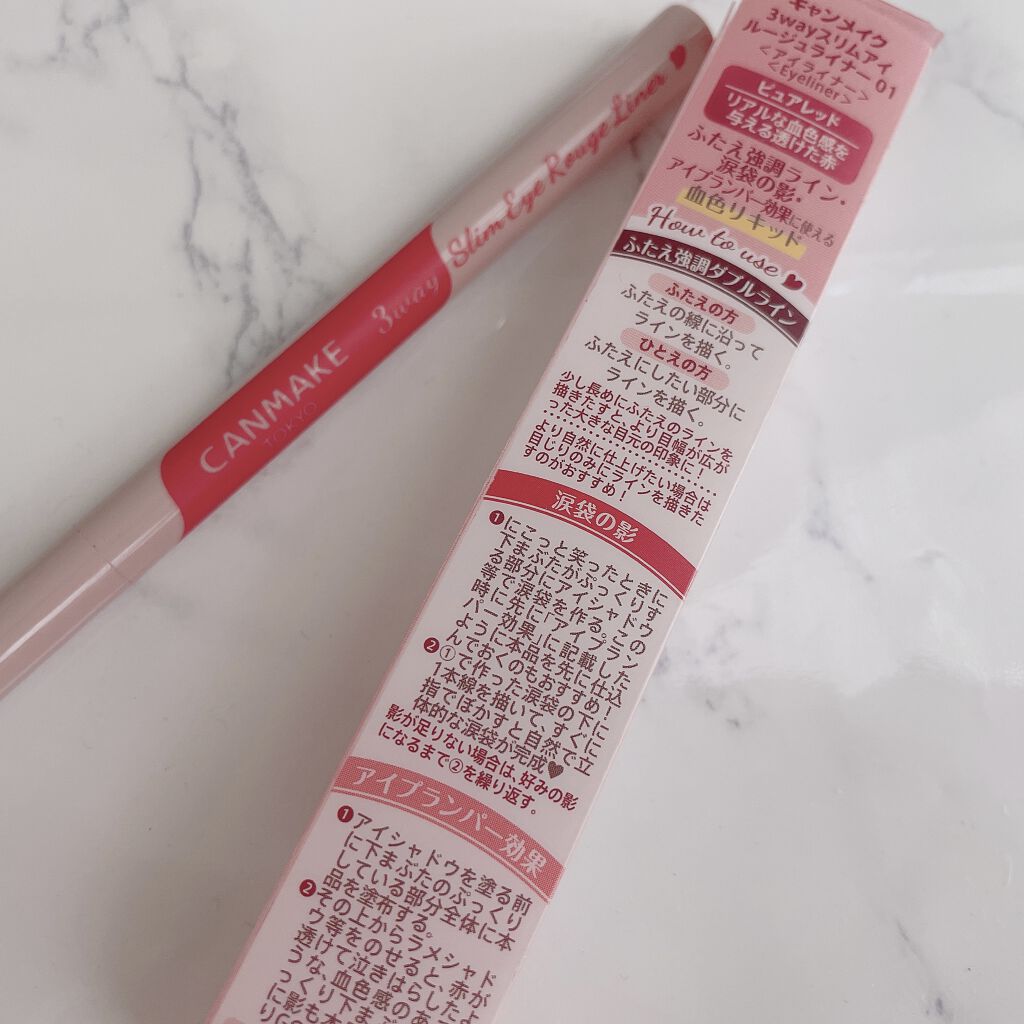 CANMAKE
TOKYO
3way Slim Eye Rouge Liner
キャンメイク
3wayスリムアイ
ルージュライナー 01
<アイライナー>
<Eyeliner>
ピュアレッド
リアルな血色感を
与える透けた赤
ふたえ強調ライン・
涙袋の影・
アイプランパー効果に使える
血色リキッド
How to use
ふたえ強調ダブルライン
ふたえの方
ふたえの線に沿って
ラインを描く。
ひとえの方
ふたえにしたい部分に
ラインを描く。
少し長めにふたえのラインを
描きたすとより目幅が広が
った大きな目元の印象に!
より自然に仕上げたい場合は
目じりのみにラインを描きた
すのがおすすめ!
涙袋の影
❶にこっと笑ったときに
下まぶたがぷっくりす
る部分にアイシャドウ
等で涙袋を作る。この
時に先に「アイプラン
パー効果」に記載した
ように本品を先に仕込
んでおくのもおすすめ!
❷①で作った涙袋の下に
1本線を描いて、すぐに
指でぼかすと自然で立
体的な涙袋が完成♥
影が足りない場合は、好みの影
になるまで②を繰り返す。
アイプランパー効果
❶アイシャドウを塗る前
に下まぶたのぷっくり
している部分全体に本
品を塗布する。
❷その上からラメシャド
ウ等をのせると、赤が
透けて泣きはらしたよ
うな、血色感のあ
っくり下ま
に影も